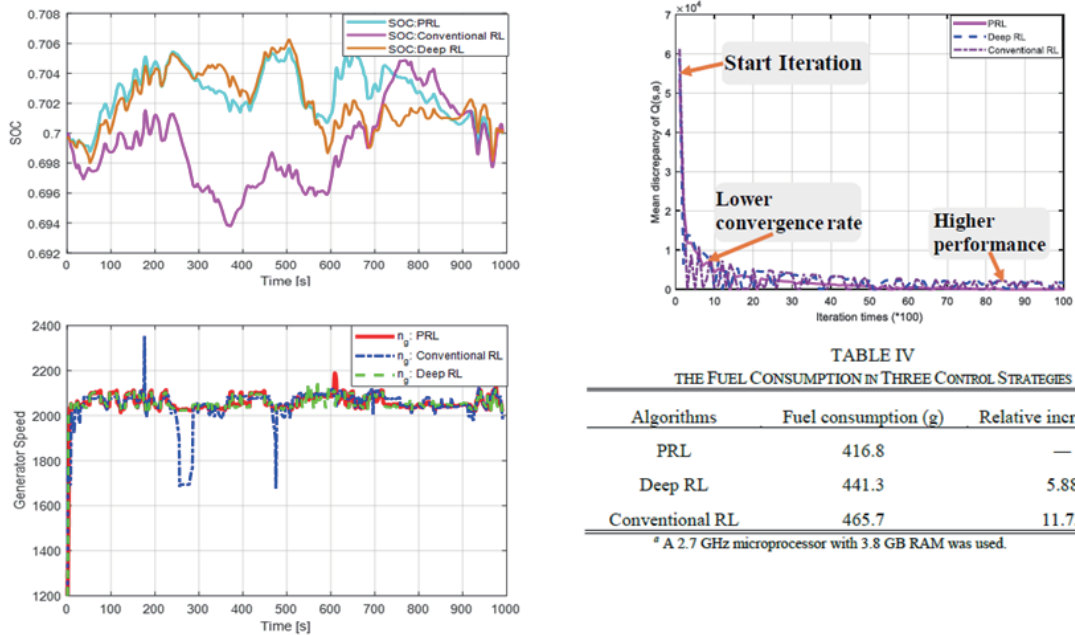 0.708
0.706
0.704
0.702
0.7
0.698
0.696
0.694
0.692
SOC
SOC:PRL
SOC:Conventional RL
SOC:Deep RL
0 100 200 300 400 500 600 700 800 900 1000
Time [s]
2400
2200
2000
1800
1600
1400
1200
Generator Speed
n_g: PRL
n_g: Conventional RL
n_g: Deep RL
0 100 200 300 400 500 600 700 800 900 1000
Time [s]
×10⁴
7
6
5
4
3
2
1
0
Mean discrepancy of Q(s,a)
PRL
Deep RL
Conventional RL
Start Iteration
Lower
convergence rate
Higher
performance
0 10 20 30 40 50 60 70 80 90 100
Iteration times (*100)
TABLE IV
THE FUEL CONSUMPTION IN THREE CONTROL STRATEGIES
Algorithms Fuel consumption (g) Relative incr
PRL 416.8 —
Deep RL 441.3 5.88
Conventional RL 465.7 11.7
a A 2.7 GHz microprocessor with 3.8 GB RAM was used.